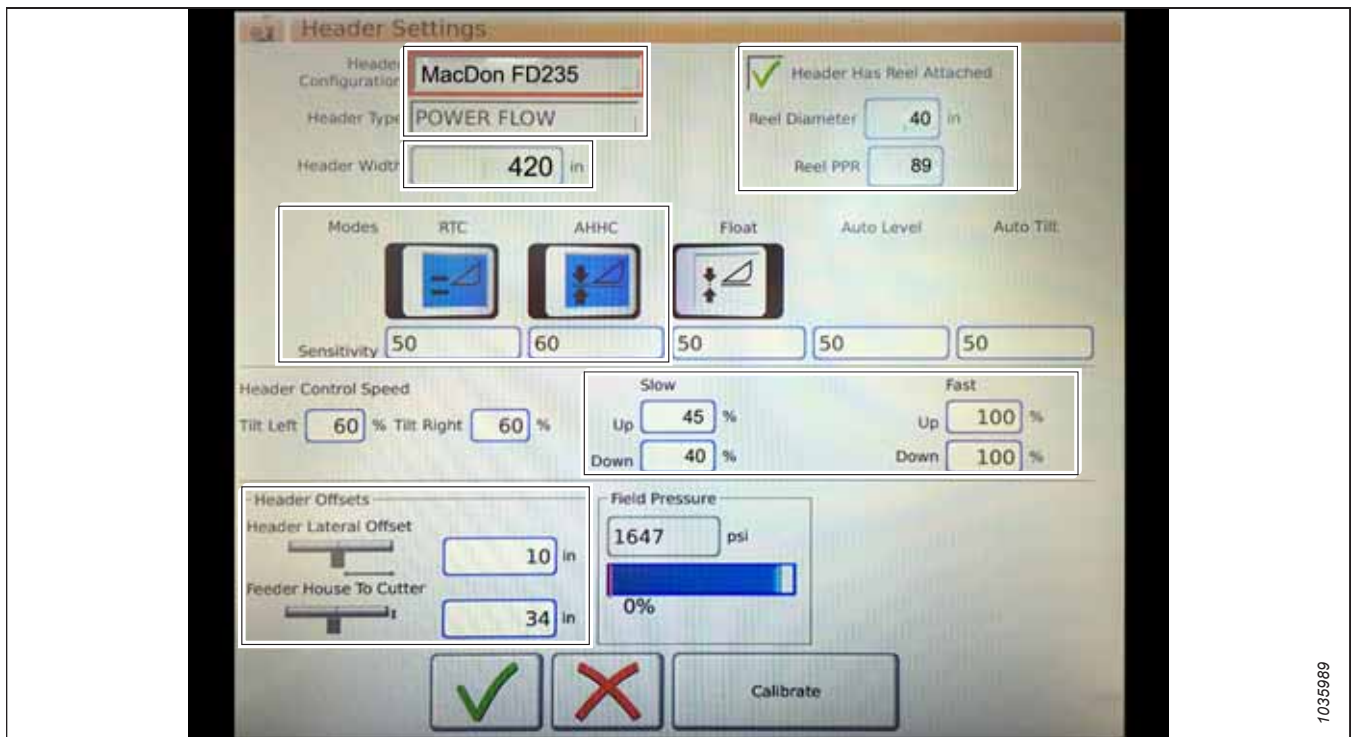 Header Settings
Header
Configuration
MacDon FD235
Header Has Reel Attached
Header Type
POWER FLOW
Reel Diameter
40
in
Header Width
420
in
Reel PPR
89
Modes RTC AHHC Float Auto Level Auto Tilt
Sensitivity 50 60 50 50 50
Header Control Speed
Slow Fast
Tilt Left 60 % Tilt Right 60 %
Up 45 % Up 100 %
Down 40 % Down 100 %
Header Offsets
Field Pressure
Header Lateral Offset
1647 psi
10 in
Feeder House To Cutter
0%
34 in
Calibrate
1035989